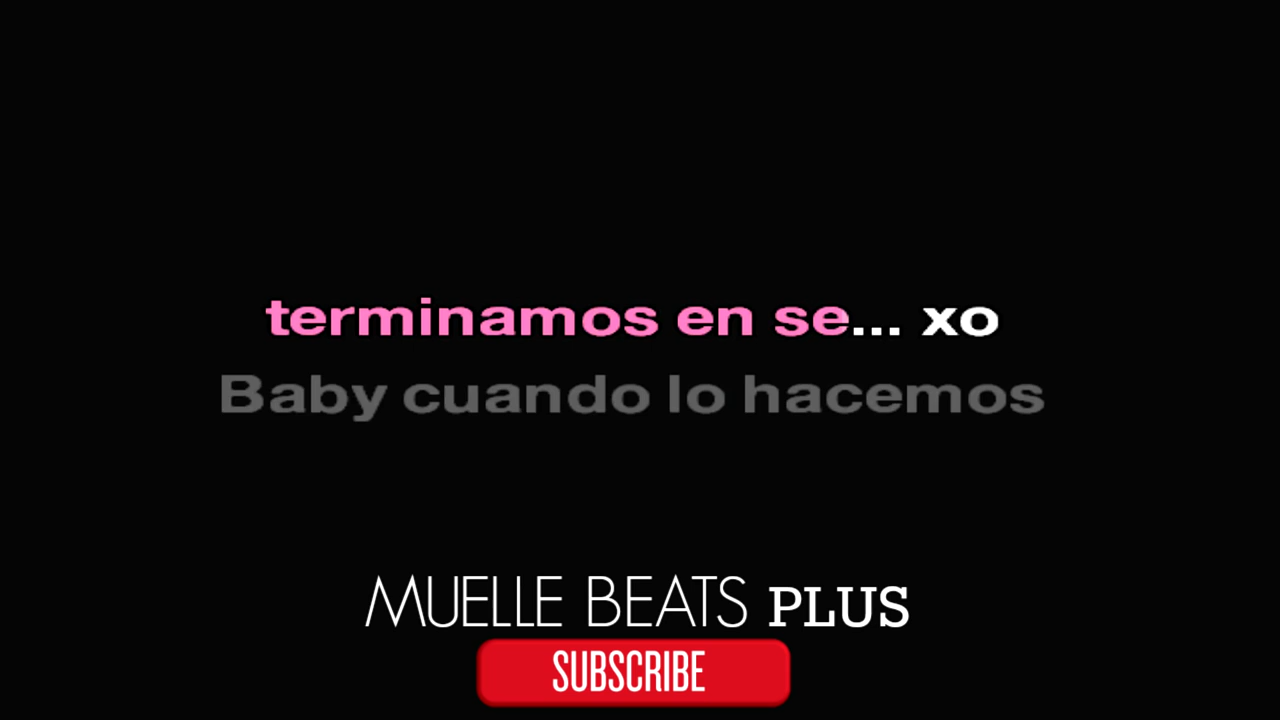 terminamos en se... xo
Baby cuando lo hacemos
MUELLE BEATS PLUS
SUBSCRIBE